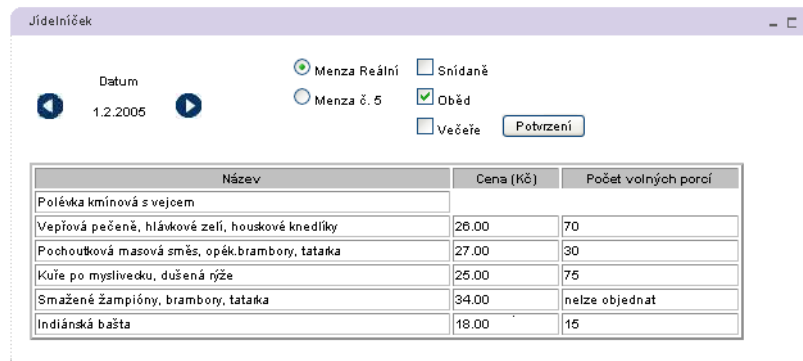 Jídelníček
Datum
1.2.2005
Menza Reální
Menza č. 5
Snídaně
Oběd
Večeře
Potvrzení
Název Cena (Kč) Počet volných porcí
Polévka kmínová s vejcem
Vepřová pečeně, hlávkové zelí, houskové knedlíky 26.00 70
Pochoutková masová směs, opék.brambory, tatarka 27.00 30
Kuře po myslivecku, dušená rýže 25.00 75
Smažené žampióny, brambory, tatarka 34.00 nelze objednat
Indiánská bašta 18.00 15